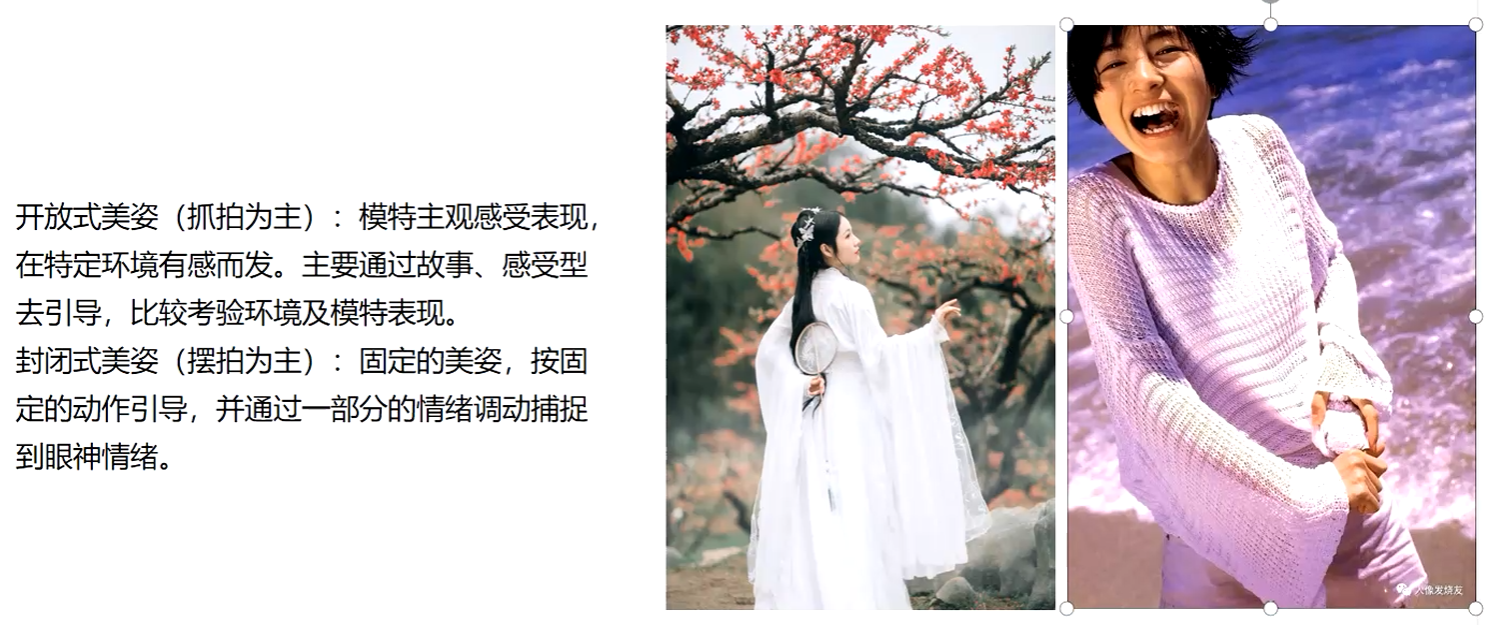 开放式美姿（抓拍为主）：模特主观感受表现，
在特定环境有感而发。主要通过故事、感受型
去引导，比较考验环境及模特表现。
封闭式美姿（摆拍为主）：固定的美姿，按固
定的动作引导，并通过一部分的情绪调动捕捉
到眼神情绪。
人像发烧友